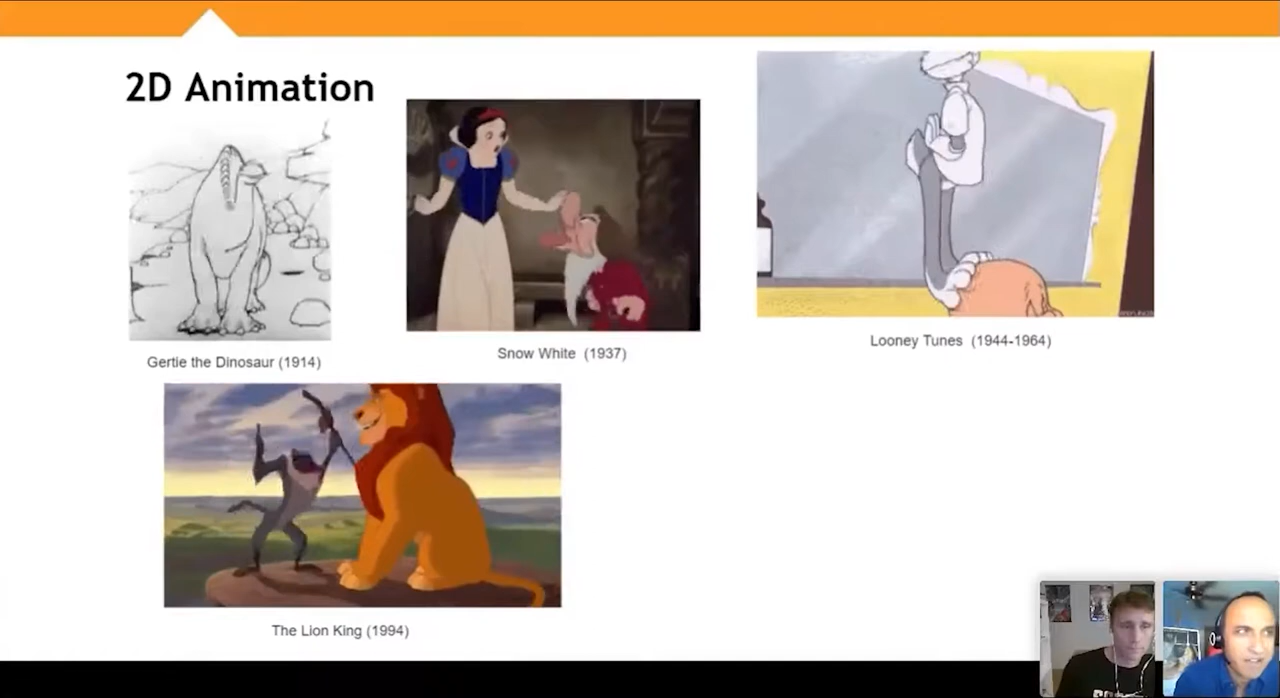 2D Animation
Gertie the Dinosaur (1914)
Snow White (1937)
Looney Tunes (1944-1964)
The Lion King (1994)